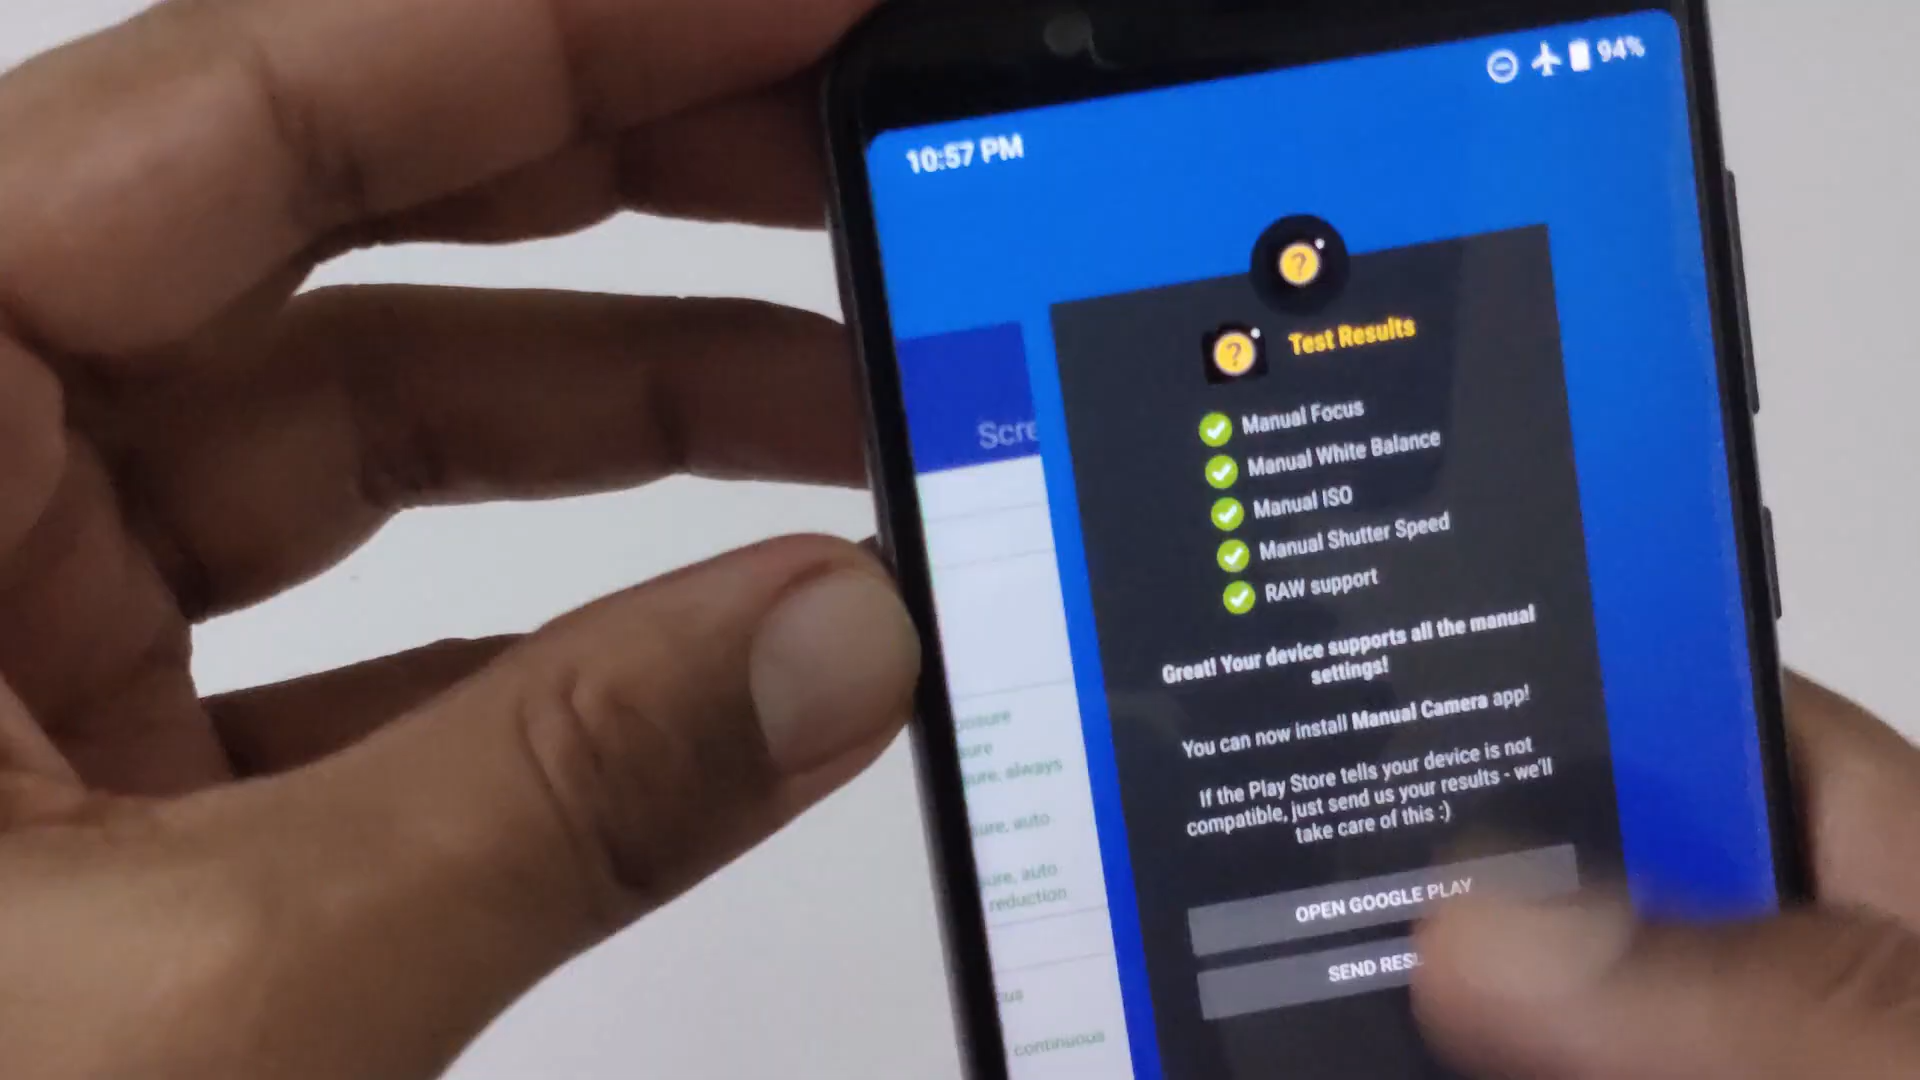 94%
10:57 PM
Test Results
Scre
Manual Focus
Manual White Balance
Manual ISO
Manual Shutter Speed
RAW support
Great! Your device supports all the manual
settings!
You can now install Manual Camera app!
If the Play Store tells your device is not
compatible, just send us your results - we'll
take care of this :)
OPEN GOOGLE PLAY
SEND RESU
posure
sure
sure, always
sure, auto
sure, auto
reduction
cus
continuous